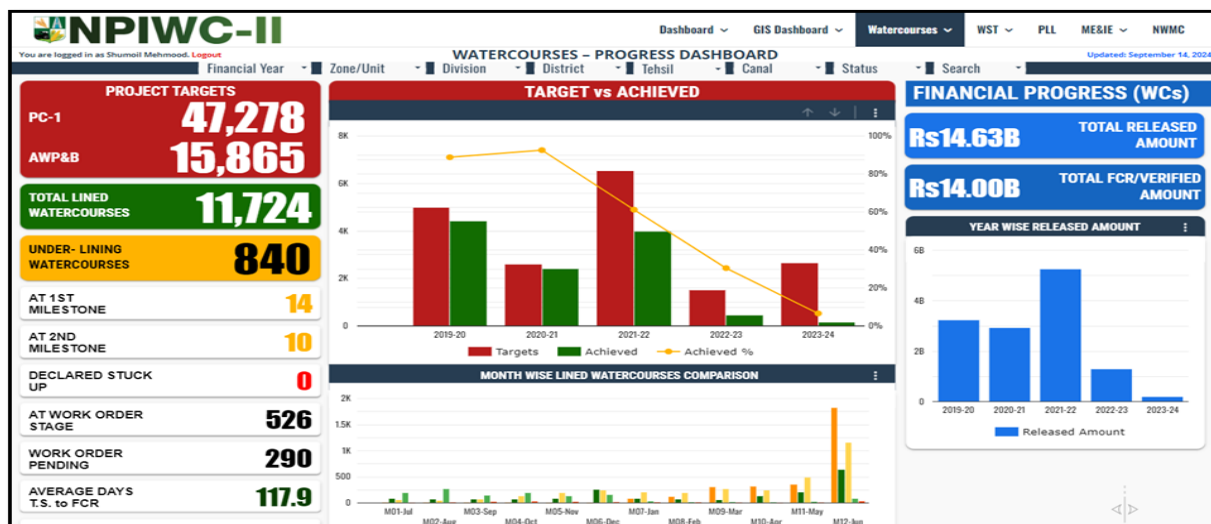 NPIWC-II
Dashboard
GIS Dashboard
Watercourses
WST
PLL
ME&IE
NWMC
You are logged in as Shumoil Mehmood. Logout
WATERCOURSES – PROGRESS DASHBOARD
Updated: September 14, 2024
Financial Year
Zone/Unit
Division
District
Tehsil
Canal
Status
Search
PROJECT TARGETS
PC-1 47,278
AWP&B 15,865
TOTAL LINED
WATERCOURSES
11,724
UNDER- LINING
WATERCOURSES
840
AT 1ST
MILESTONE
14
AT 2ND
MILESTONE
10
DECLARED STUCK
UP
0
AT WORK ORDER
STAGE
526
WORK ORDER
PENDING
290
AVERAGE DAYS
T.S. to FCR
117.9
TARGET vs ACHIEVED
8K
6K
4K
2K
0
100%
80%
60%
40%
20%
0%
2019-20
2020-21
2021-22
2022-23
2023-24
Targets
Achieved
Achieved %
MONTH WISE LINED WATERCOURSES COMPARISON
2K
1.5K
1K
500
0
M01-Jul
M02-Aug
M03-Sep
M04-Oct
M05-Nov
M06-Dec
M07-Jan
M08-Feb
M09-Mar
M10-Apr
M11-May
M12-Jun
FINANCIAL PROGRESS (WCs)
Rs14.63B
TOTAL RELEASED
AMOUNT
Rs14.00B
TOTAL FCR/VERIFIED
AMOUNT
YEAR WISE RELEASED AMOUNT
6B
4B
2B
0
2019-20
2020-21
2021-22
2022-23
2023-24
Released Amount